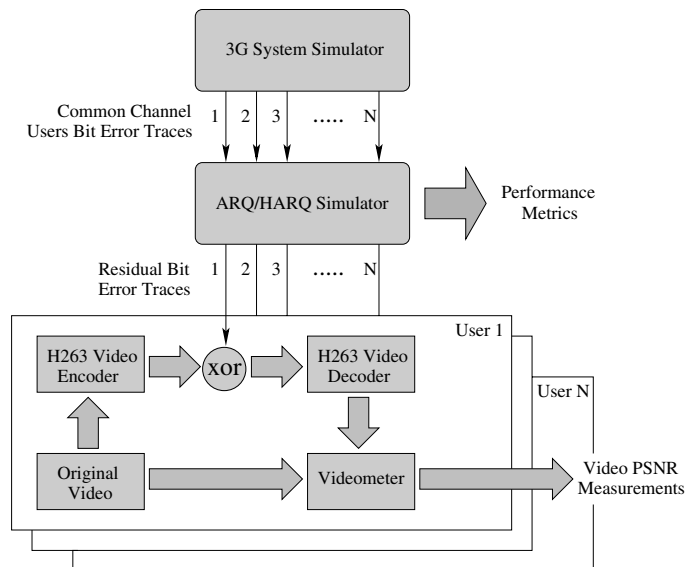 3G System Simulator
Common Channel
Users Bit Error Traces
1 2 3 ..... N
ARQ/HARQ Simulator
Performance
Metrics
Residual Bit
Error Traces
1 2 3 ..... N
User 1
H263 Video
Encoder
xor
H263 Video
Decoder
User N
Original
Video
Videometer
Video PSNR
Measurements